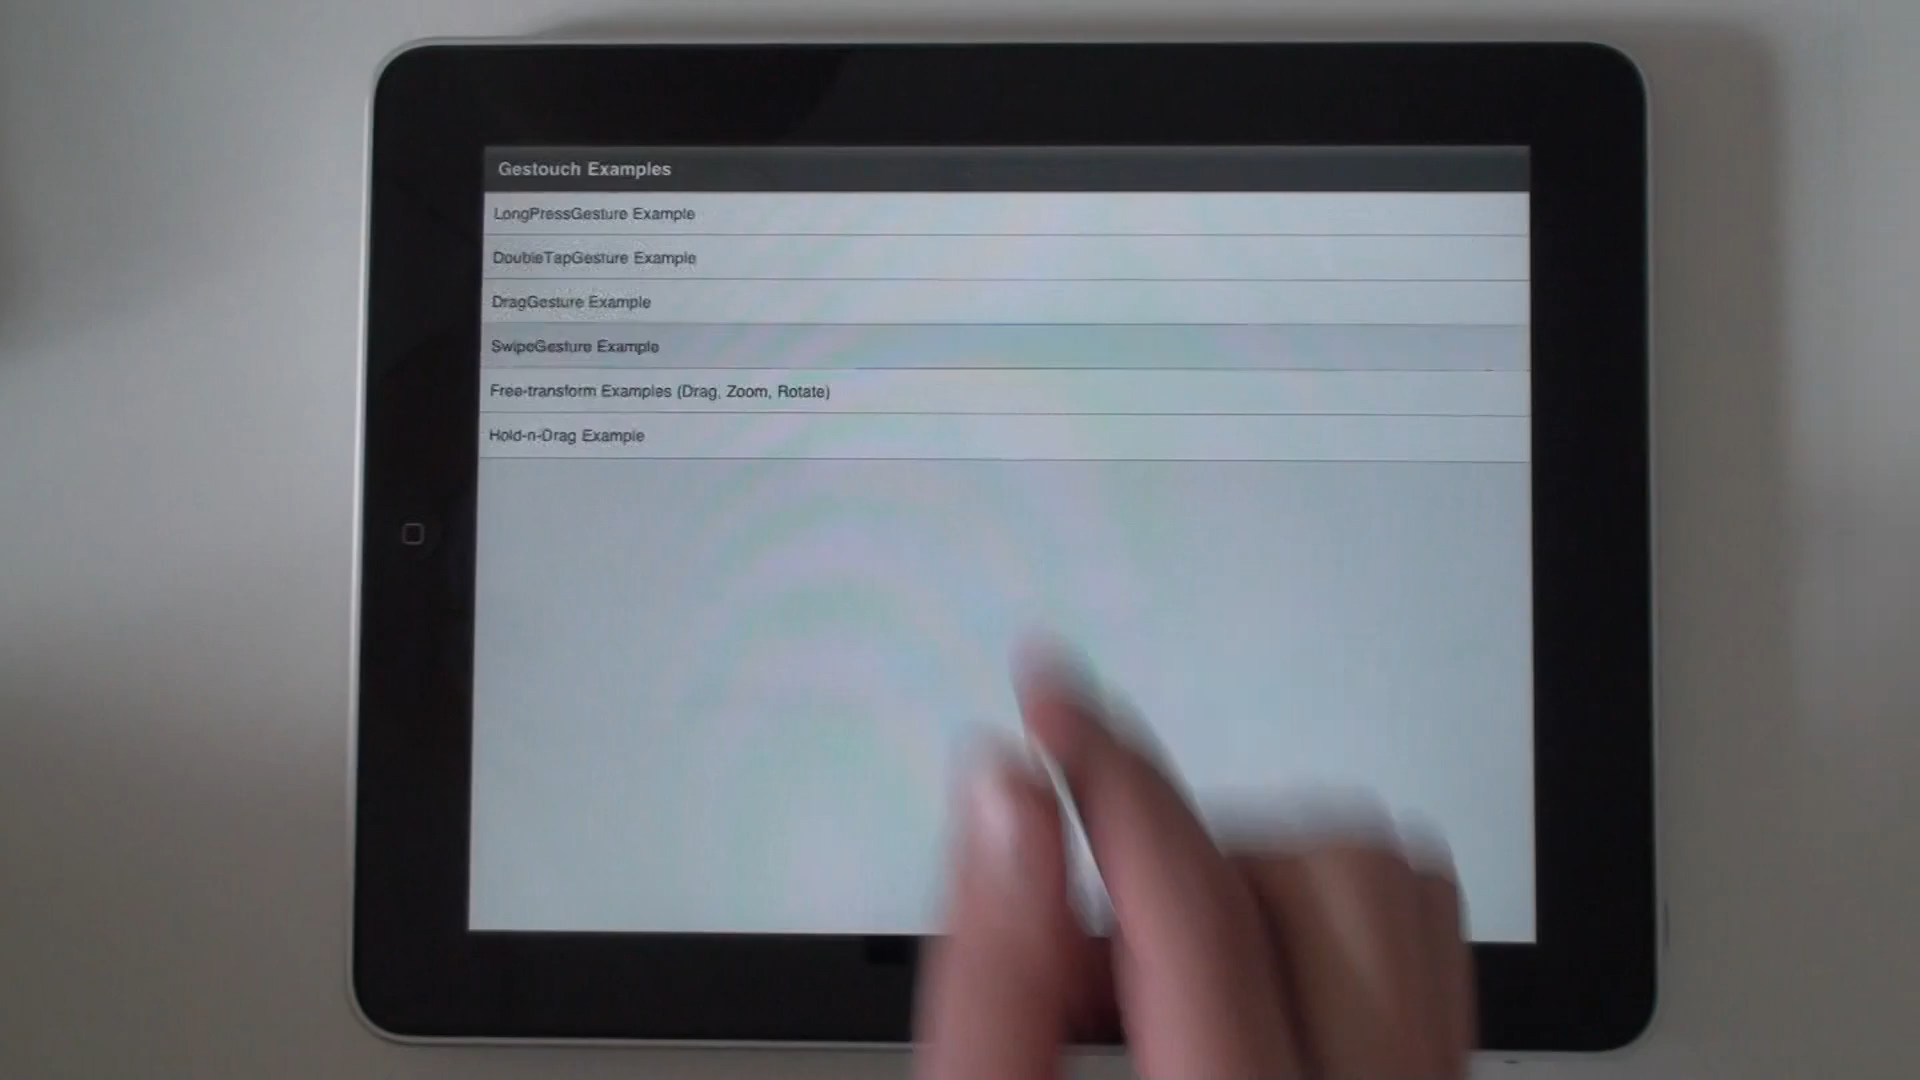 Gestouch Examples
LongPressGesture Example
DoubleTapGesture Example
DragGesture Example
SwipeGesture Example
Free-transform Examples (Drag, Zoom, Rotate)
Hold-n-Drag Example